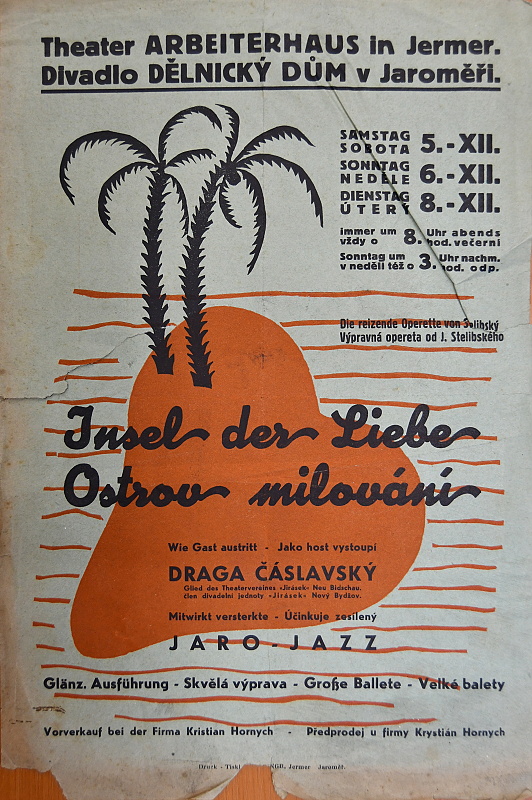 Theater ARBEITERHAUS in Jermer.
Divadlo DĚLNICKÝ DŮM v Jaroměři.
SAMSTAG
SOBOTA 5.-XII.
SONNTAG
NEDĚLE 6.-XII.
DIENSTAG
ÚTERÝ 8.-XII.
immer um 8. Uhr abends
vždy o hod. večerní
Sonntag um 3. Uhr nachm.
v neděli též o hod. odp.
Die reizende Operette von
Výpravná opereta od J. Stelibského
Insel der Liebe
Ostrov milování
Wie Gast austritt - Jako host vystoupí
DRAGA ČÁSLAVSKÝ
Glied des Theatervereines «Jirásek» Neu Bidschau.
člen divadelní jednoty «Jirásek» Nový Bydžov.
Mitwirkt versterkte - Účinkuje zesílený
JARO-JAZZ
Glänz. Ausführung - Skvělá výprava - Große Ballete - Velké balety
Vorverkauf bei der Firma Kristian Hornych - Předprodej u firmy Krystián Hornych
Druck - Tiskl Jermer Jaroměř.